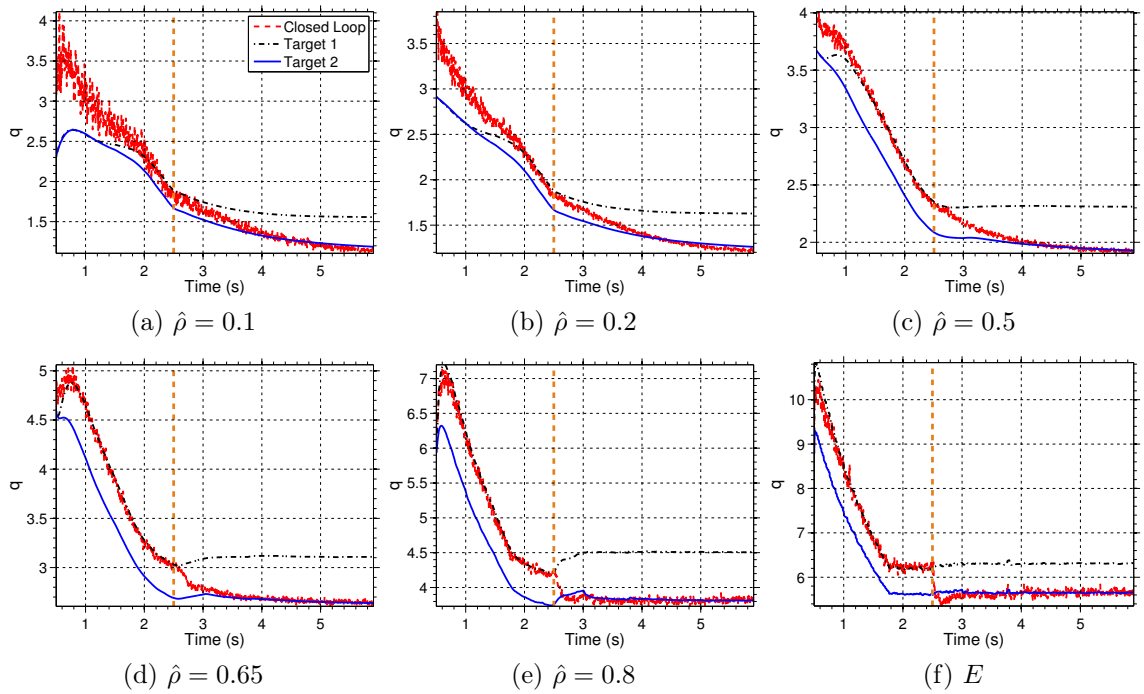 4
3.5
3
2.5
2
1.5
q
Closed Loop
Target 1
Target 2
1 2 3 4 5
Time (s)
(a) ρ̂ = 0.1
3.5
3
2.5
2
1.5
q
1 2 3 4 5
Time (s)
(b) ρ̂ = 0.2
4
3.5
3
2.5
2
q
1 2 3 4 5
Time (s)
(c) ρ̂ = 0.5
5
4.5
4
3.5
3
q
1 2 3 4 5
Time (s)
(d) ρ̂ = 0.65
7
6.5
6
5.5
5
4.5
4
q
1 2 3 4 5
Time (s)
(e) ρ̂ = 0.8
10
9
8
7
6
q
1 2 3 4 5
Time (s)
(f) E